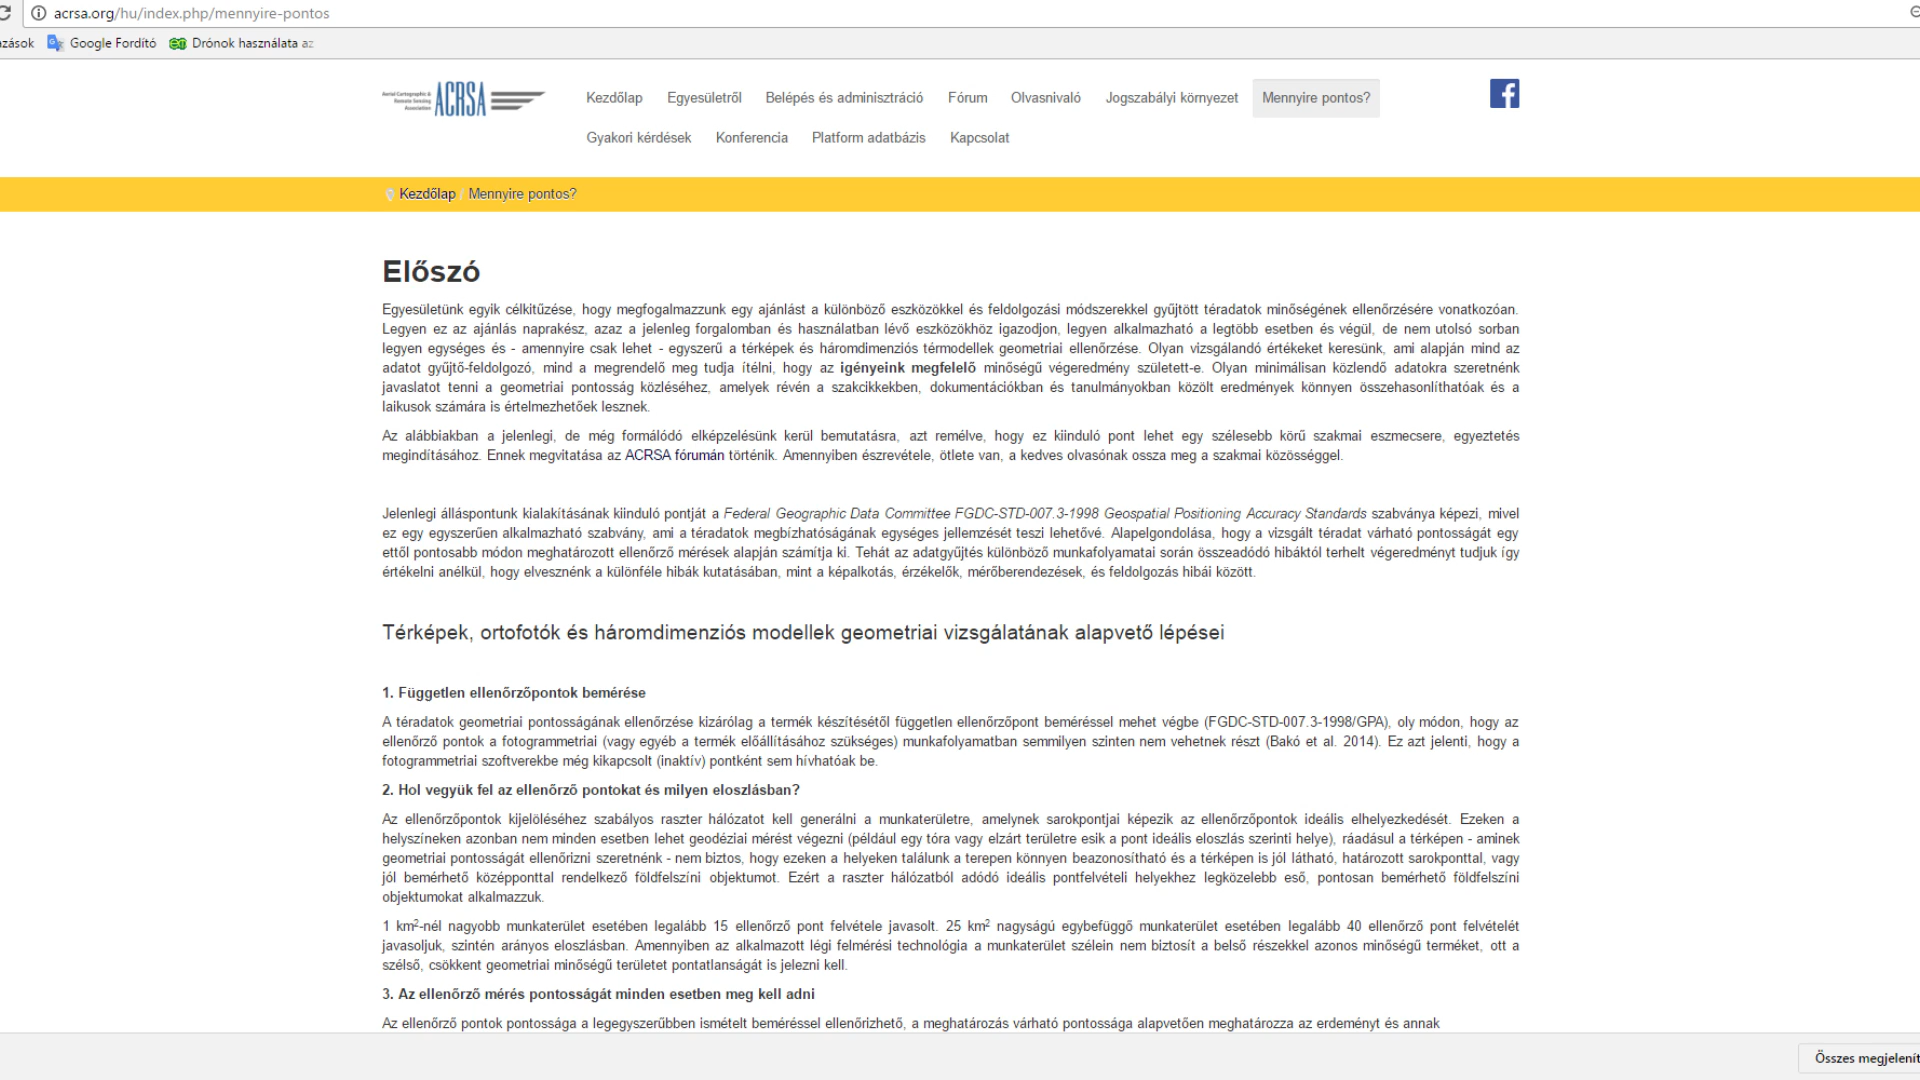 acrsa.org/hu/index.php/mennyire-pontos
zások Google Fordító Drónok használata az
Aerial Cartographic & Remote Sensing Association ACRSA
Kezdőlap Egyesületről Belépés és adminisztráció Fórum Olvasnivaló Jogszabályi környezet Mennyire pontos?
Gyakori kérdések Konferencia Platform adatbázis Kapcsolat
Kezdőlap / Mennyire pontos?
Előszó
Egyesületünk egyik célkitűzése, hogy megfogalmazzunk egy ajánlást a különböző eszközökkel és feldolgozási módszerekkel gyűjtött téradatok minőségének ellenőrzésére vonatkozóan.
Legyen ez az ajánlás naprakész, azaz a jelenleg forgalomban és használatban lévő eszközökhöz igazodjon, legyen alkalmazható a legtöbb esetben és végül, de nem utolsó sorban
legyen egységes és - amennyire csak lehet - egyszerű a térképek és háromdimenziós térmodellek geometriai ellenőrzése. Olyan vizsgálandó értékeket keresünk, ami alapján mind az
adatot gyűjtő-feldolgozó, mind a megrendelő meg tudja ítélni, hogy az igényeink megfelelő minőségű végeredmény született-e. Olyan minimálisan közlendő adatokra szeretnénk
javaslatot tenni a geometriai pontosság közléséhez, amelyek révén a szakcikkekben, dokumentációkban és tanulmányokban közölt eredmények könnyen összehasonlíthatóak és a
laikusok számára is értelmezhetőek lesznek.
Az alábbiakban a jelenlegi, de még formálódó elképzelésünk kerül bemutatásra, azt remélve, hogy ez kiinduló pont lehet egy szélesebb körű szakmai eszmecsere, egyeztetés
megindításához. Ennek megvitatása az ACRSA fórumán történik. Amennyiben észrevétele, ötlete van, a kedves olvasónak ossza meg a szakmai közösséggel.
Jelenlegi álláspontunk kialakításának kiinduló pontját a Federal Geographic Data Committee FGDC-STD-007.3-1998 Geospatial Positioning Accuracy Standards szabványa képezi, mivel
ez egy egyszerűen alkalmazható szabvány, ami a téradatok megbízhatóságának egységes jellemzését teszi lehetővé. Alapelgondolása, hogy a vizsgált téradat várható pontosságát egy
ettől pontosabb módon meghatározott ellenőrző mérések alapján számítja ki. Tehát az adatgyűjtés különböző munkafolyamatai során összeadódó hibáktól terhelt végeredményt tudjuk így
értékelni anélkül, hogy elvesznénk a különféle hibák kutatásában, mint a képalkotás, érzékelők, mérőberendezések, és feldolgozás hibái között.
Térképek, ortofotók és háromdimenziós modellek geometriai vizsgálatának alapvető lépései
1. Független ellenőrzőpontok bemérése
A téradatok geometriai pontosságának ellenőrzése kizárólag a termék készítésétől független ellenőrzőpont beméréssel mehet végbe (FGDC-STD-007.3-1998/GPA), oly módon, hogy az
ellenőrző pontok a fotogrammetriai (vagy egyéb a termék előállításához szükséges) munkafolyamatban semmilyen szinten nem vehetnek részt (Bakó et al. 2014). Ez azt jelenti, hogy a
fotogrammetriai szoftverekbe még kikapcsolt (inaktív) pontként sem hívhatóak be.
2. Hol vegyük fel az ellenőrző pontokat és milyen eloszlásban?
Az ellenőrzőpontok kijelöléséhez szabályos raszter hálózatot kell generálni a munkaterületre, amelynek sarokpontjai képezik az ellenőrzőpontok ideális elhelyezkedését. Ezeken a
helyszíneken azonban nem minden esetben lehet geodéziai mérést végezni (például egy tóra vagy elzárt területre esik a pont ideális eloszlás szerinti helye), ráadásul a térképen - aminek
geometriai pontosságát ellenőrizni szeretnénk - nem biztos, hogy ezeken a helyeken találunk a terepen könnyen beazonosítható és a térképen is jól látható, határozott sarokponttal, vagy
jól bemérhető középponttal rendelkező földfelszíni objektumot. Ezért a raszter hálózatból adódó ideális pontfelvételi helyekhez legközelebb eső, pontosan bemérhető földfelszíni
objektumokat alkalmazzuk.
1 km²-nél nagyobb munkaterület esetében legalább 15 ellenőrző pont felvétele javasolt. 25 km² nagyságú egybefüggő munkaterület esetében legalább 40 ellenőrző pont felvételét
javasoljuk, szintén arányos eloszlásban. Amennyiben az alkalmazott légi felmérési technológia a munkaterület szélein nem biztosít a belső részekkel azonos minőségű terméket, ott a
szélső, csökkent geometriai minőségű területet pontatlanságát is jelezni kell.
3. Az ellenőrző mérés pontosságát minden esetben meg kell adni
Az ellenőrző pontok pontossága a legegyszerűbben ismételt beméréssel ellenőrizhető, a meghatározás várható pontossága alapvetően meghatározza az erdeményt és annak
Összes megjelenít